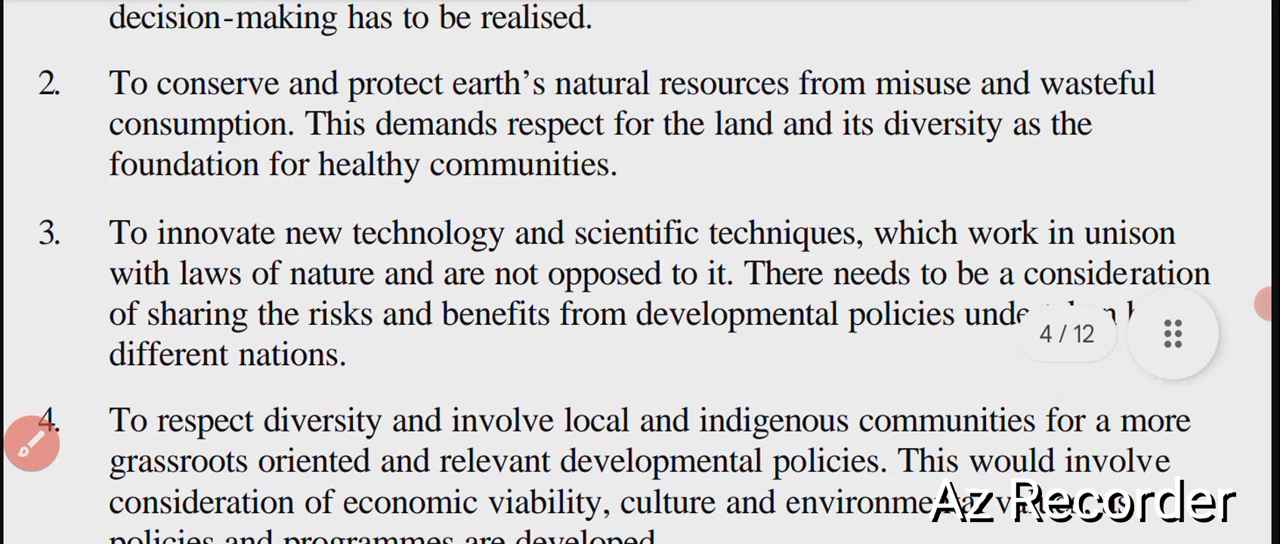 decision-making has to be realised.
2. To conserve and protect earth's natural resources from misuse and wasteful
consumption. This demands respect for the land and its diversity as the
foundation for healthy communities.
3. To innovate new technology and scientific techniques, which work in unison
with laws of nature and are not opposed to it. There needs to be a consideration
of sharing the risks and benefits from developmental policies
4 / 12
different nations.
4. To respect diversity and involve local and indigenous communities for a more
grassroots oriented and relevant developmental policies. This would involve
consideration of economic viability, culture and
Az Recorder
policies and programmes are developed.